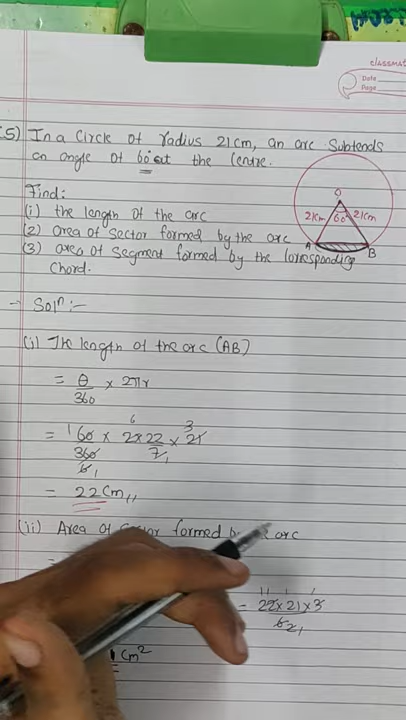 classmate
Date
Page
5) In a Circle of radius 21cm, an arc Subtends
an angle of 60° at the Centre.
Find:
(i) the length of the arc
(2) area of Sector formed by the arc
(3) area of Segment formed by the Corresponding
Chord.
O
21cm 60° 21cm
A B
→ Solⁿ:-
(i) The length of the arc (AB)
= θ/360 × 2πr
= 60/360 × 2×22/7 × 21
= 22cm
(ii) Area of Sector formed by the arc
= 22×21×3
cm²